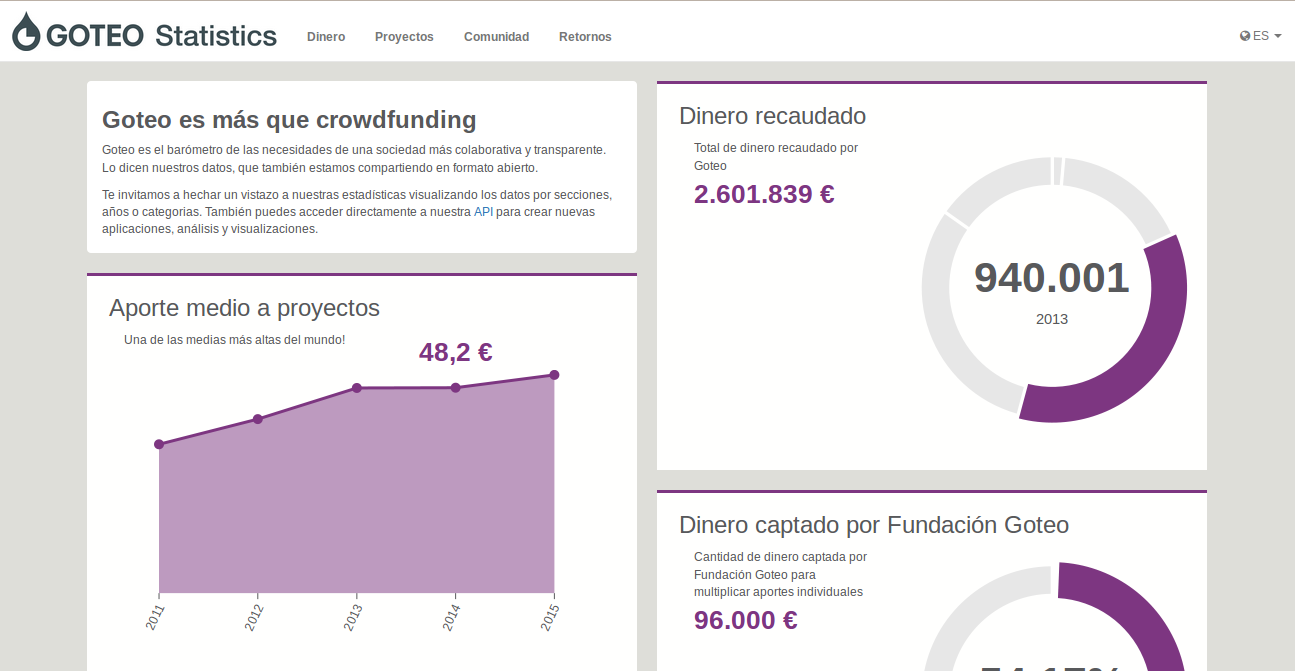 GOTEO Statistics
Dinero
Proyectos
Comunidad
Retornos
ES
Goteo es más que crowdfunding
Goteo es el barómetro de las necesidades de una sociedad más colaborativa y transparente.
Lo dicen nuestros datos, que también estamos compartiendo en formato abierto.
Te invitamos a hechar un vistazo a nuestras estadísticas visualizando los datos por secciones,
años o categorias. También puedes acceder directamente a nuestra API para crear nuevas
aplicaciones, análisis y visualizaciones.
Aporte medio a proyectos
Una de las medias más altas del mundo!
48,2 €
2011
2012
2013
2014
2015
Dinero recaudado
Total de dinero recaudado por
Goteo
2.601.839 €
940.001
2013
Dinero captado por Fundación Goteo
Cantidad de dinero captada por
Fundación Goteo para
multiplicar aportes individuales
96.000 €